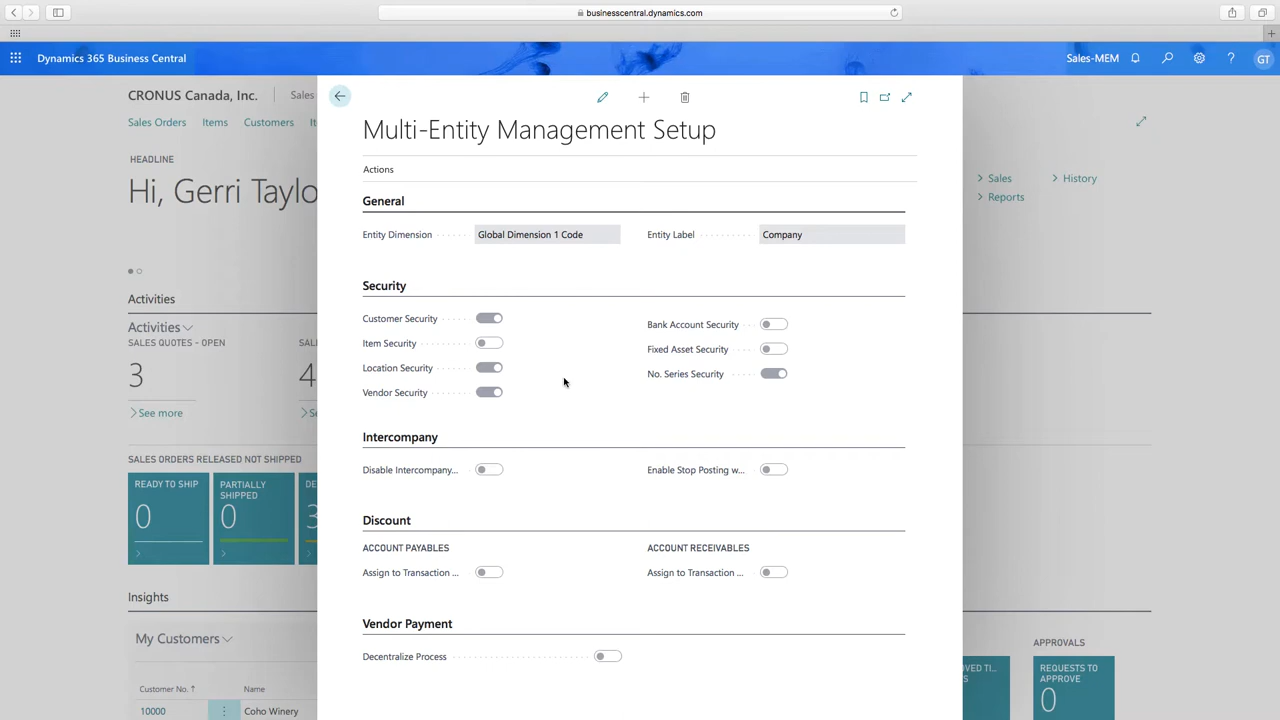 businesscentral.dynamics.com
Dynamics 365 Business Central
Sales-MEM
GT
CRONUS Canada, Inc.
Sales
Sales Orders
Items
Customers
HEADLINE
Hi, Gerri Taylo
Sales
History
Reports
Activities
Activities
SALES QUOTES - OPEN
3
4
See more
SALES ORDERS RELEASED NOT SHIPPED
READY TO SHIP
0
PARTIALLY
SHIPPED
0
3
Insights
My Customers
Customer No. ↑
Name
10000
Coho Winery
APPROVALS
REQUESTS TO
APPROVE
0
Multi-Entity Management Setup
Actions
General
Entity Dimension
Global Dimension 1 Code
Entity Label
Company
Security
Customer Security
Item Security
Location Security
Vendor Security
Bank Account Security
Fixed Asset Security
No. Series Security
Intercompany
Disable Intercompany...
Enable Stop Posting w...
Discount
ACCOUNT PAYABLES
Assign to Transaction ...
ACCOUNT RECEIVABLES
Assign to Transaction ...
Vendor Payment
Decentralize Process